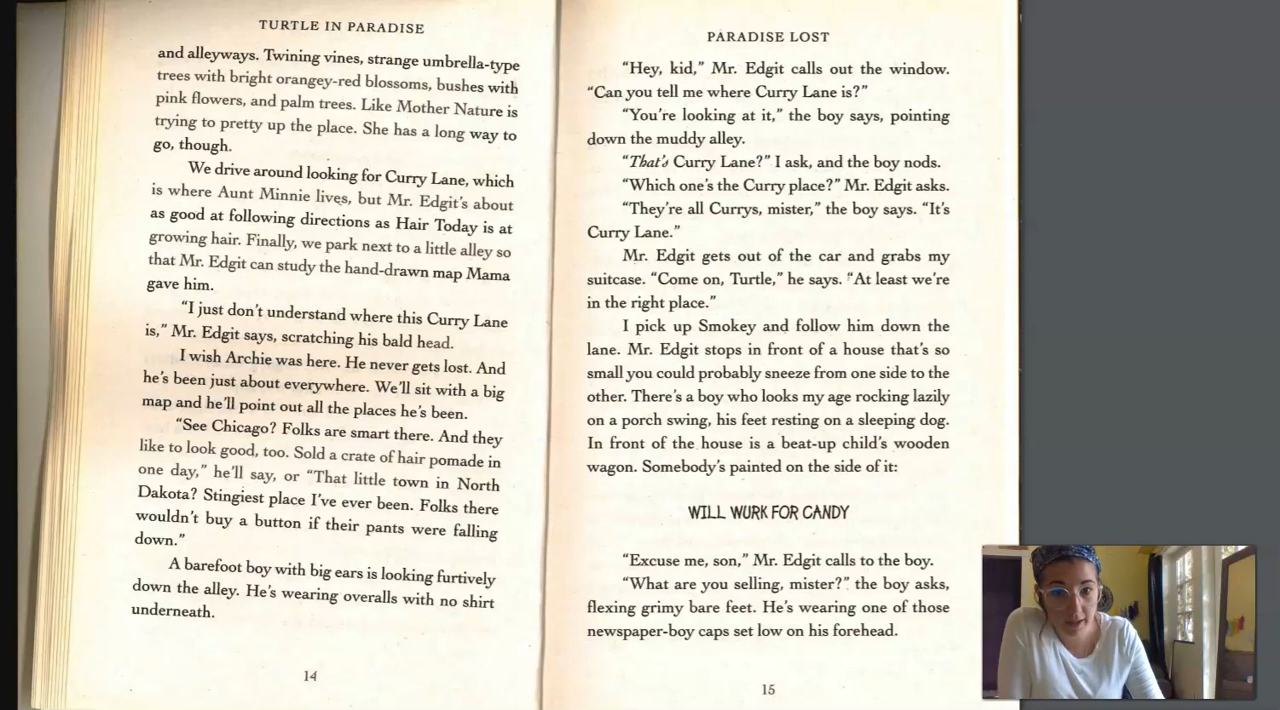 TURTLE IN PARADISE
and alleyways. Twining vines, strange umbrella-type
trees with bright orangey-red blossoms, bushes with
pink flowers, and palm trees. Like Mother Nature is
trying to pretty up the place. She has a long way to
go, though.
We drive around looking for Curry Lane, which
is where Aunt Minnie lives, but Mr. Edgit's about
as good at following directions as Hair Today is at
growing hair. Finally, we park next to a little alley so
that Mr. Edgit can study the hand-drawn map Mama
gave him.
"I just don't understand where this Curry Lane
is," Mr. Edgit says, scratching his bald head.
I wish Archie was here. He never gets lost. And
he's been just about everywhere. We'll sit with a big
map and he'll point out all the places he's been.
"See Chicago? Folks are smart there. And they
like to look good, too. Sold a crate of hair pomade in
one day," he'll say, or "That little town in North
Dakota? Stingiest place I've ever been. Folks there
wouldn't buy a button if their pants were falling
down."
A barefoot boy with big ears is looking furtively
down the alley. He's wearing overalls with no shirt
underneath.
14
PARADISE LOST
"Hey, kid," Mr. Edgit calls out the window.
"Can you tell me where Curry Lane is?"
"You're looking at it," the boy says, pointing
down the muddy alley.
"That's Curry Lane?" I ask, and the boy nods.
"Which one's the Curry place?" Mr. Edgit asks.
"They're all Currys, mister," the boy says. "It's
Curry Lane."
Mr. Edgit gets out of the car and grabs my
suitcase. "Come on, Turtle," he says. "At least we're
in the right place."
I pick up Smokey and follow him down the
lane. Mr. Edgit stops in front of a house that's so
small you could probably sneeze from one side to the
other. There's a boy who looks my age rocking lazily
on a porch swing, his feet resting on a sleeping dog.
In front of the house is a beat-up child's wooden
wagon. Somebody's painted on the side of it:
WILL WURK FOR CANDY
"Excuse me, son," Mr. Edgit calls to the boy.
"What are you selling, mister?" the boy asks,
flexing grimy bare feet. He's wearing one of those
newspaper-boy caps set low on his forehead.
15